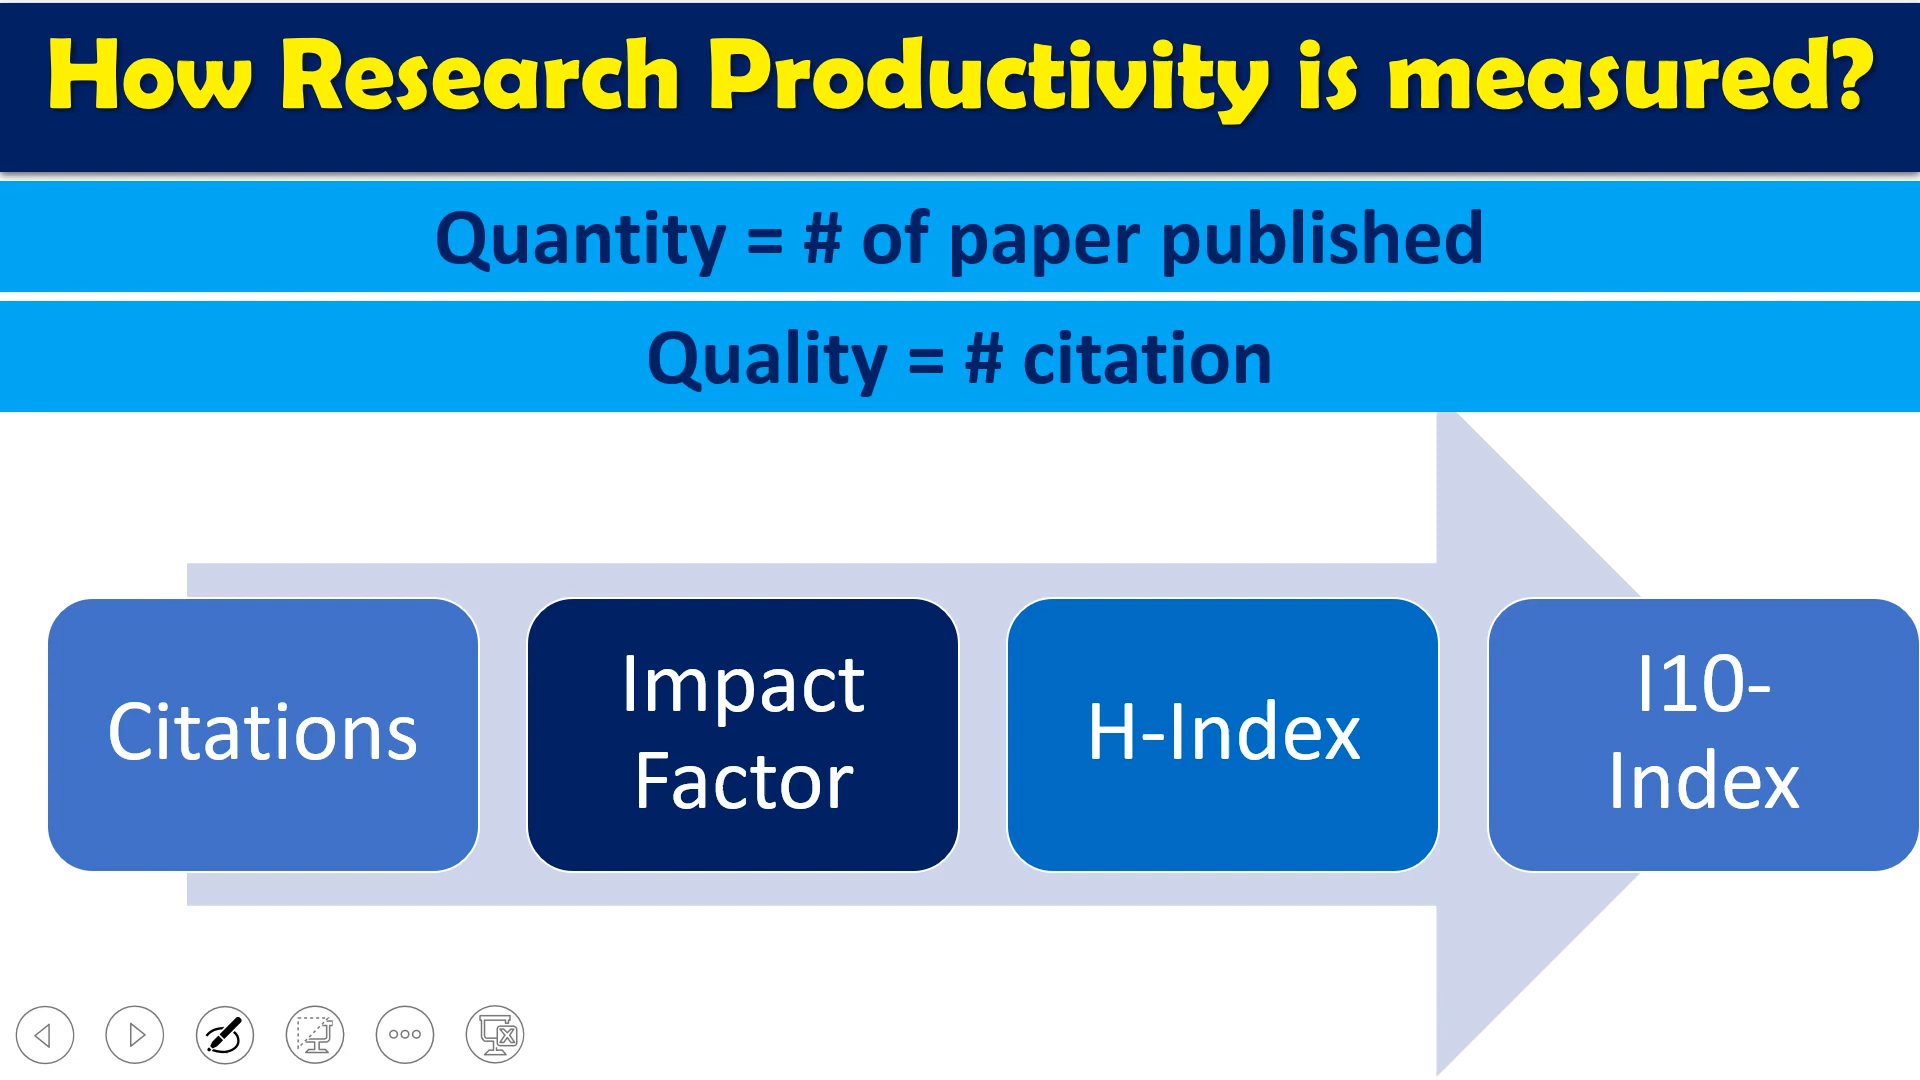 How Research Productivity is measured?
Quantity = # of paper published
Quality = # citation
Citations
Impact
Factor
H-Index
I10-
Index